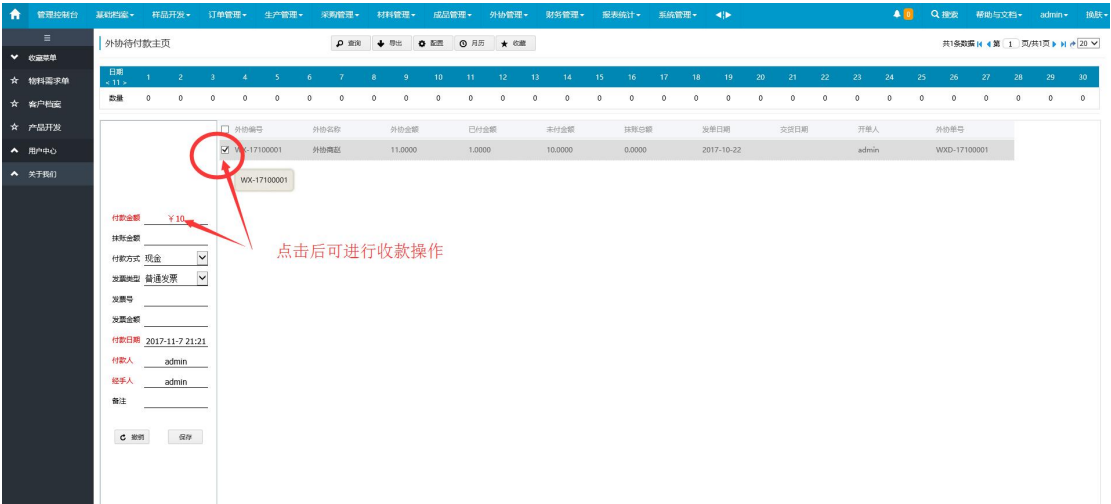 管理控制台 基础档案 样品开发 订单管理 生产管理 采购管理 材料管理 成品管理 外协管理 财务管理 报表统计 系统管理 0 搜索 帮助与文档 admin 换肤
收藏菜单
物料需求单
客户档案
产品开发
用户中心
关于我们
外协待付款主页 查询 导出 配置 月历 收藏 共1条数据 第 1 页/共1页 20
日期
< 11 > 1 2 3 4 5 6 7 8 9 10 11 12 13 14 15 16 17 18 19 20 21 22 23 24 25 26 27 28 29 30
数量 0 0 0 0 0 0 0 0 0 0 0 0 0 0 0 0 0 0 0 0 0 0 0 0 0 0 0 0 0 0
外协编号 外协名称 外协金额 已付金额 未付金额 抹账总额 发单日期 交货日期 开单人 外协单号
WX-17100001 外协商赵 11.0000 1.0000 10.0000 0.0000 2017-10-22 admin WXD-17100001
WX-17100001
付款金额 ￥10
抹账金额
付款方式 现金
发票类型 普通发票
发票号
发票金额
付款日期 2017-11-7 21:21
付款人 admin
经手人 admin
备注
撤销 保存
点击后可进行收款操作